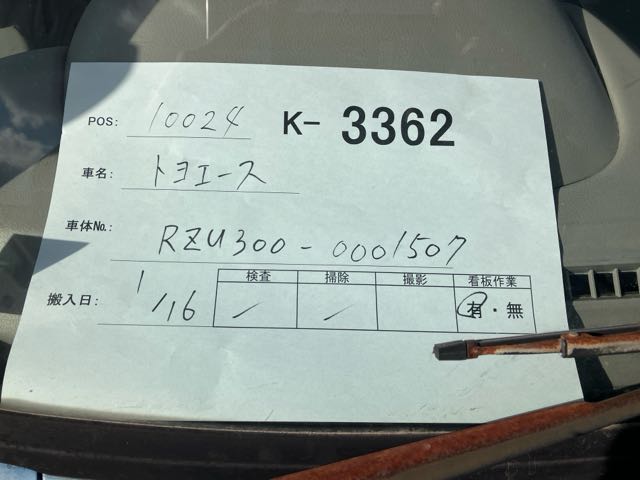 POS: 10024 K- 3362
車名: トヨエース
車体No.: RZU300-0001507
搬入日: 1/16
検査 掃除 撮影 看板作業
有・無